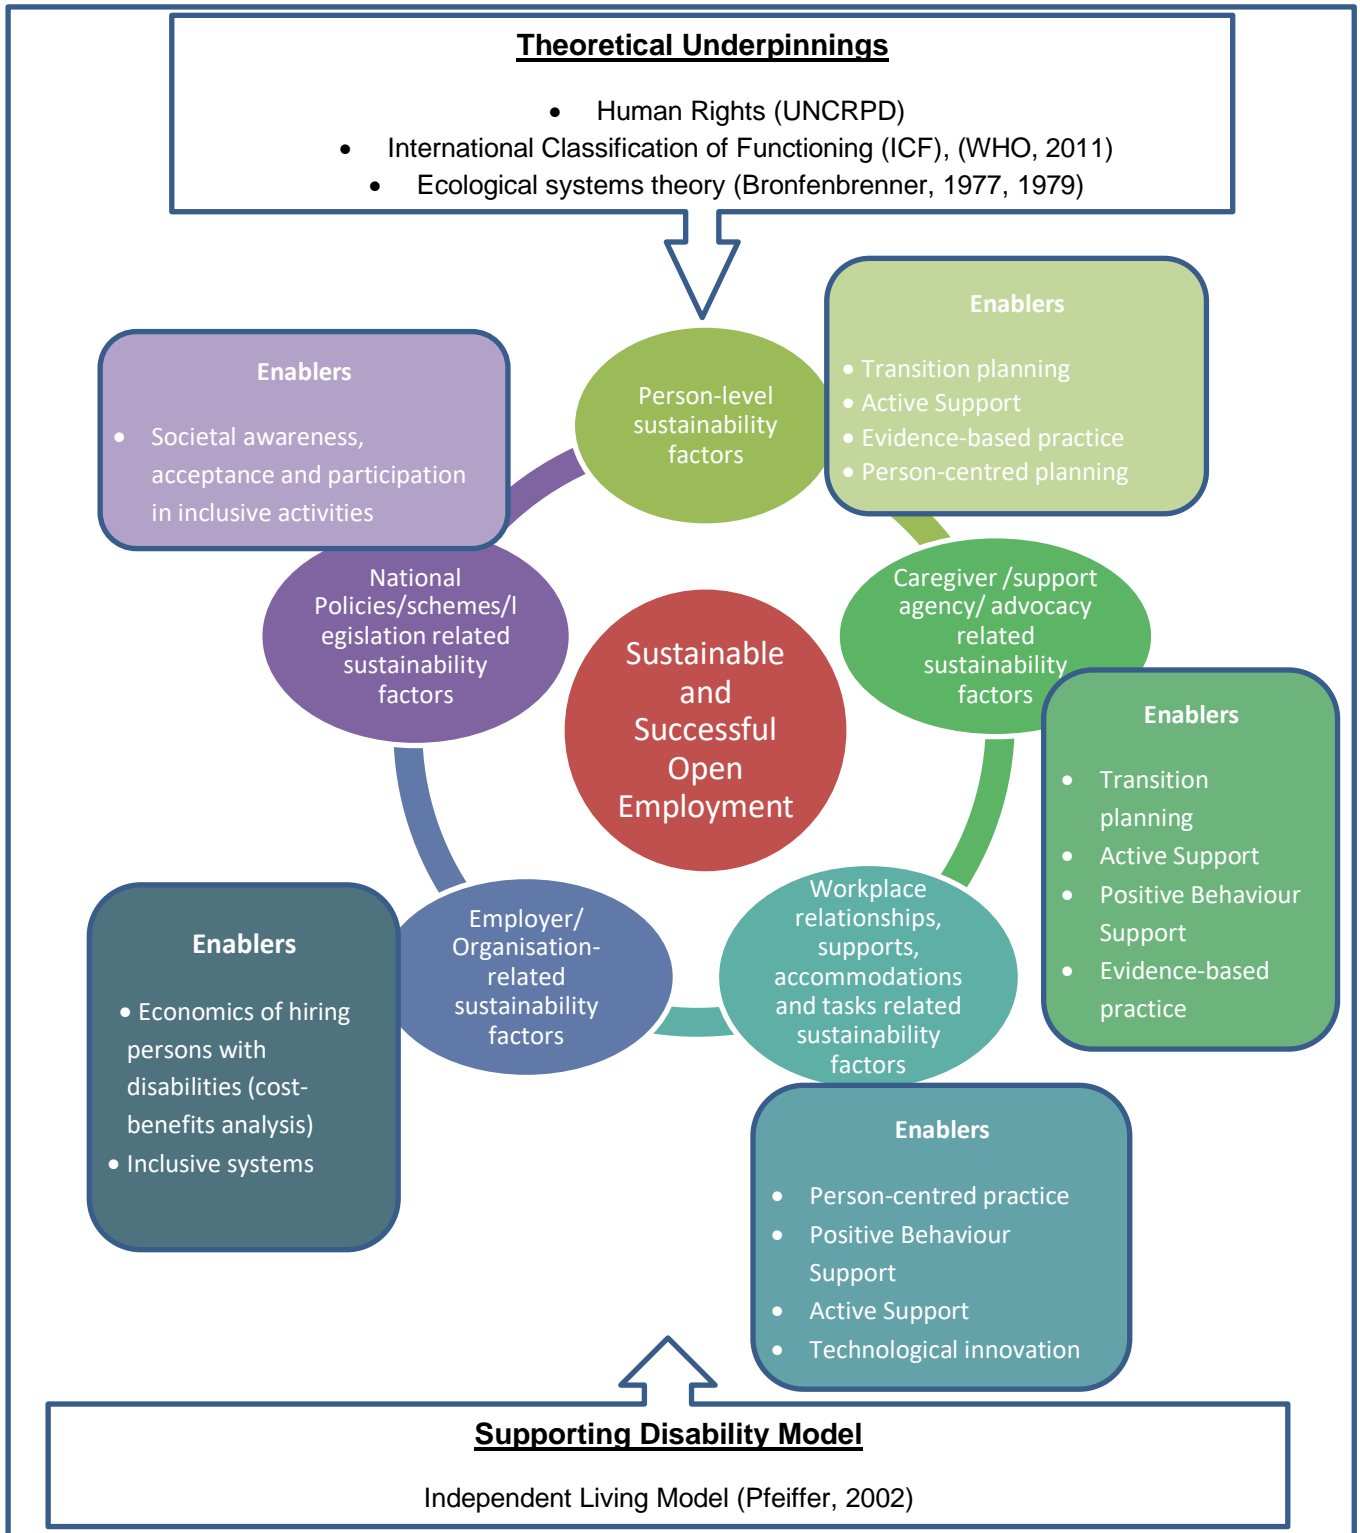 Theoretical Underpinnings
• Human Rights (UNCRPD)
• International Classification of Functioning (ICF), (WHO, 2011)
• Ecological systems theory (Bronfenbrenner, 1977, 1979)
Enablers
• Transition planning
• Active Support
• Evidence-based practice
• Person-centred planning
Enablers
• Societal awareness,
acceptance and participation
in inclusive activities
Person-level
sustainability
factors
National
Policies/schemes/l
egislation related
sustainability
factors
Caregiver /support
agency/ advocacy
related
sustainability
factors
Sustainable
and
Successful
Open
Employment
Enablers
• Transition
planning
• Active Support
• Positive Behaviour
Support
• Evidence-based
practice
Employer/
Organisation-
related
sustainability
factors
Workplace
relationships,
supports,
accommodations
and tasks related
sustainability
factors
Enablers
• Economics of hiring
persons with
disabilities (cost-
benefits analysis)
• Inclusive systems
Enablers
• Person-centred practice
• Positive Behaviour
Support
• Active Support
• Technological innovation
Supporting Disability Model
Independent Living Model (Pfeiffer, 2002)